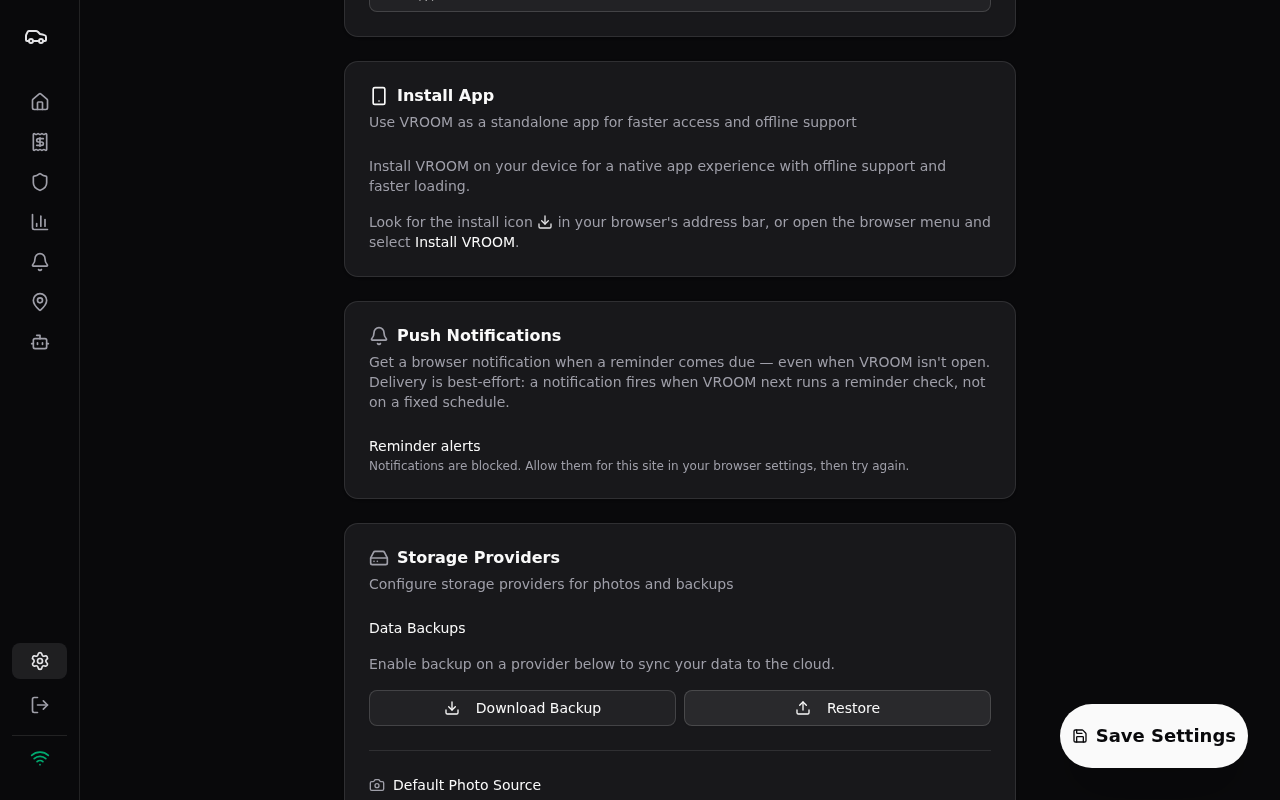 Install App
Use VROOM as a standalone app for faster access and offline support
Install VROOM on your device for a native app experience with offline support and
faster loading.
Look for the install icon in your browser's address bar, or open the browser menu and
select Install VROOM.
Push Notifications
Get a browser notification when a reminder comes due — even when VROOM isn't open.
Delivery is best-effort: a notification fires when VROOM next runs a reminder check, not
on a fixed schedule.
Reminder alerts
Notifications are blocked. Allow them for this site in your browser settings, then try again.
Storage Providers
Configure storage providers for photos and backups
Data Backups
Enable backup on a provider below to sync your data to the cloud.
Download Backup
Restore
Save Settings
Default Photo Source